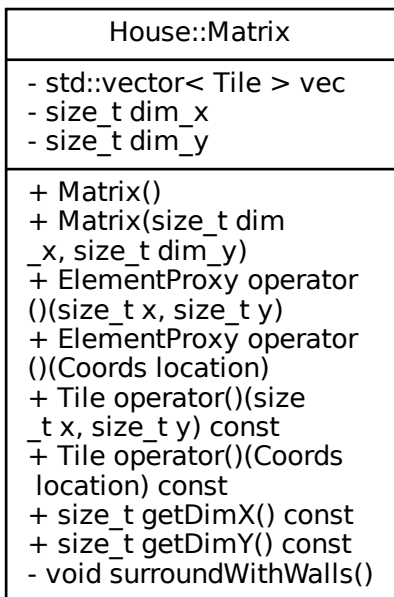 House::Matrix
- std::vector< Tile > vec
- size_t dim_x
- size_t dim_y
+ Matrix()
+ Matrix(size_t dim
_x, size_t dim_y)
+ ElementProxy operator
()(size_t x, size_t y)
+ ElementProxy operator
()(Coords location)
+ Tile operator()(size
_t x, size_t y) const
+ Tile operator()(Coords
location) const
+ size_t getDimX() const
+ size_t getDimY() const
- void surroundWithWalls()